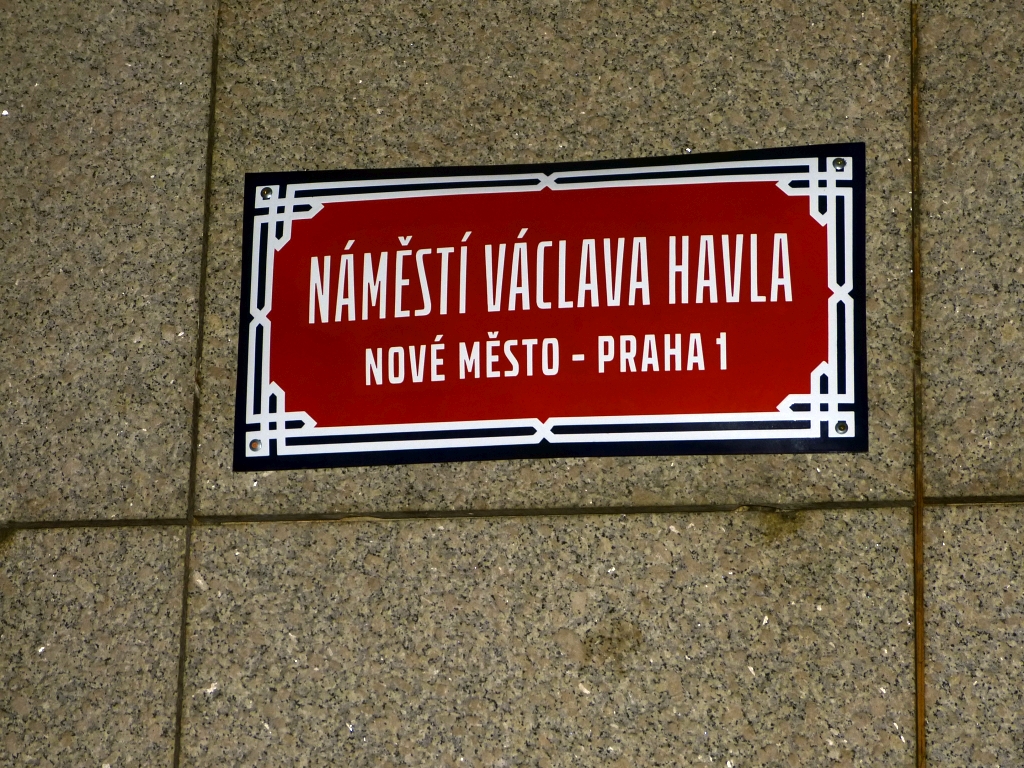 NÁMĚSTÍ VÁCLAVA HAVLA
NOVÉ MĚSTO - PRAHA 1